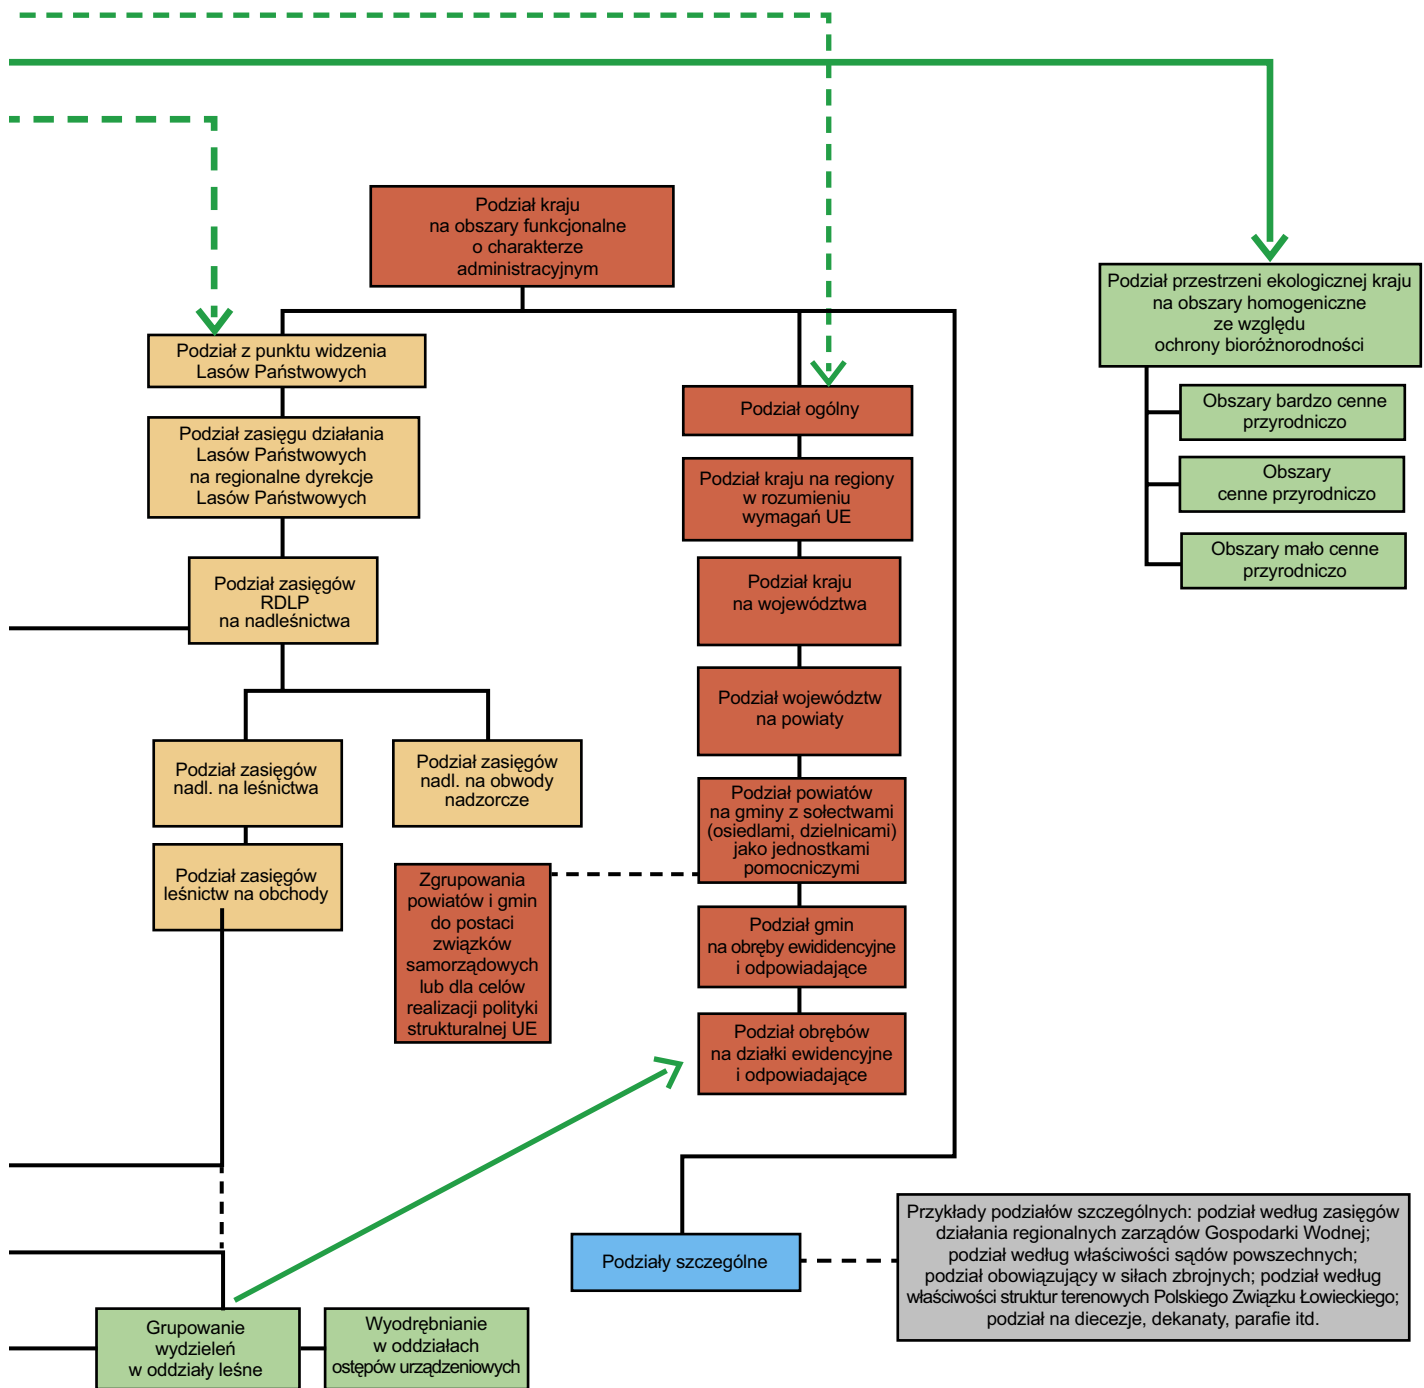 Podział kraju
na obszary funkcjonalne
o charakterze
administracyjnym
Podział z punktu widzenia
Lasów Państwowych
Podział zasięgu działania
Lasów Państwowych
na regionalne dyrekcje
Lasów Państwowych
Podział zasięgów
RDLP
na nadleśnictwa
Podział zasięgów
nadl. na leśnictwa
Podział zasięgów
nadl. na obwody
nadzorcze
Podział zasięgów
leśnictw na obchody
Podział ogólny
Podział kraju na regiony
w rozumieniu
wymagań UE
Podział kraju
na województwa
Podział województw
na powiaty
Podział powiatów
na gminy z sołectwami
(osiedlami, dzielnicami)
jako jednostkami
pomocniczymi
Zgrupowania
powiatów i gmin
do postaci
związków
samorządowych
lub dla celów
realizacji polityki
strukturalnej UE
Podział gmin
na obręby ewididencyjne
i odpowiadające
Podział obrębów
na działki ewidencyjne
i odpowiadające
Podział przestrzeni ekologicznej kraju
na obszary homogeniczne
ze względu
ochrony bioróżnorodności
Obszary bardzo cenne
przyrodniczo
Obszary
cenne przyrodniczo
Obszary mało cenne
przyrodniczo
Podziały szczególne
Przykłady podziałów szczególnych: podział według zasięgów
działania regionalnych zarządów Gospodarki Wodnej;
podział według właściwości sądów powszechnych;
podział obowiązujący w siłach zbrojnych; podział według
właściwości struktur terenowych Polskiego Związku Łowieckiego;
podział na diecezje, dekanaty, parafie itd.
Grupowanie
wydzieleń
w oddziały leśne
Wyodrębnianie
w oddziałach
ostępów urządzeniowych